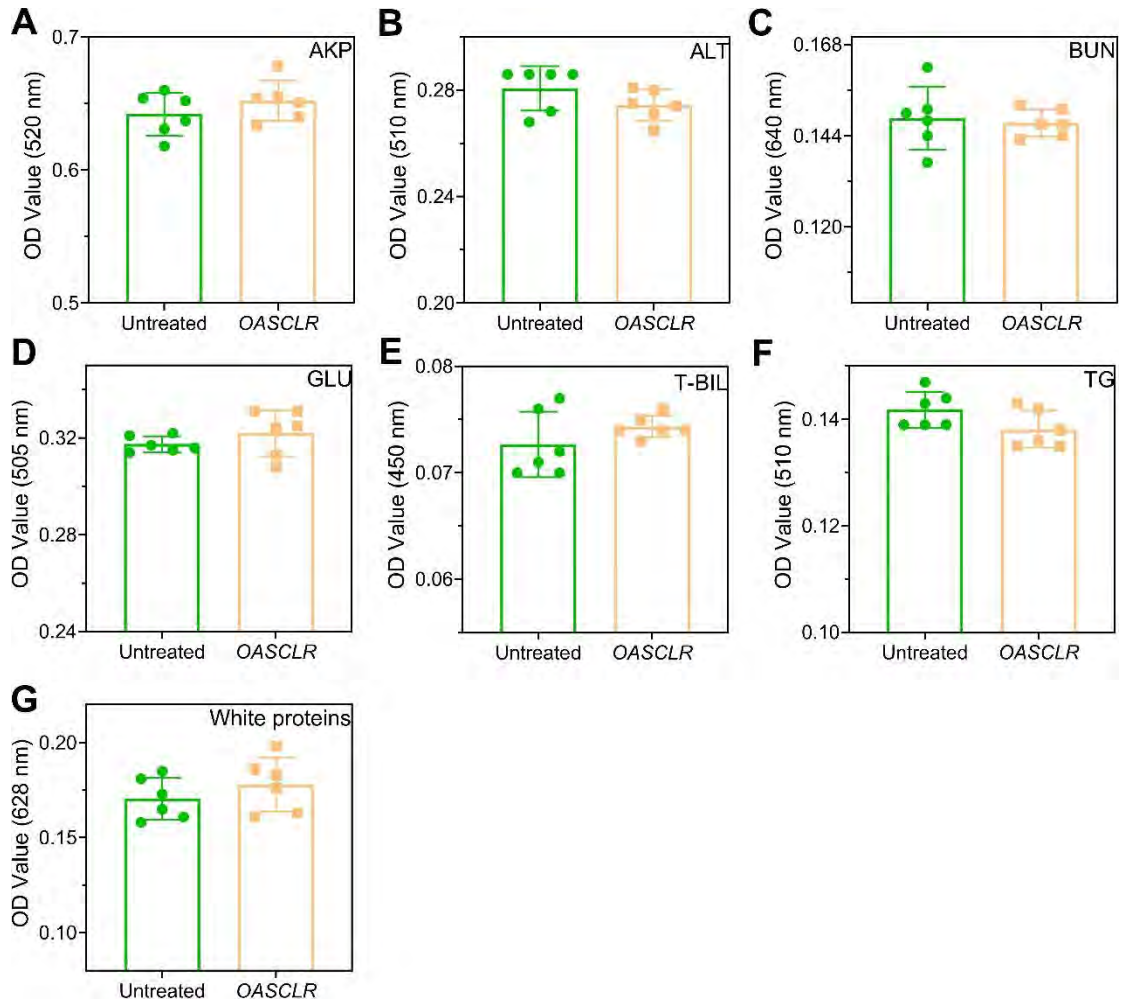 A
AKP
OD Value (520 nm)
0.7
0.6
0.5
Untreated
OASCLR
B
ALT
OD Value (510 nm)
0.28
0.24
0.20
Untreated
OASCLR
C
BUN
OD Value (640 nm)
0.168
0.144
0.120
Untreated
OASCLR
D
GLU
OD Value (505 nm)
0.32
0.28
0.24
Untreated
OASCLR
E
T-BIL
OD Value (450 nm)
0.08
0.07
0.06
Untreated
OASCLR
F
TG
OD Value (510 nm)
0.14
0.12
0.10
Untreated
OASCLR
G
White proteins
OD Value (628 nm)
0.20
0.15
0.10
Untreated
OASCLR